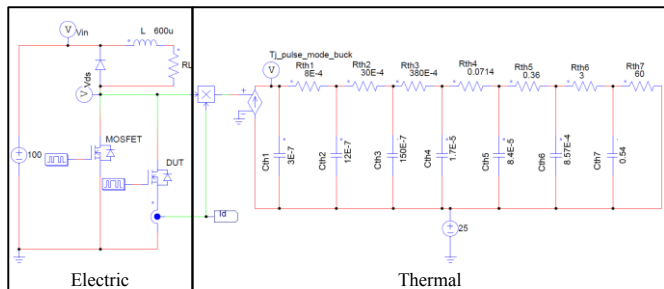 Vin
L 600u
RL
Vds
MOSFET
DUT
100
Id
Electric
Tj_pulse_mode_buck
Rth1
8E-4
Rth2
30E-4
Rth3
380E-4
Rth4
0.0714
Rth5
0.36
Rth6
3
Rth7
60
Cth1
3E-7
Cth2
12E-7
Cth3
150E-7
Cth4
1.7E-5
Cth5
8.4E-5
Cth6
8.57E-4
Cth7
0.54
25
Thermal
V
V
V